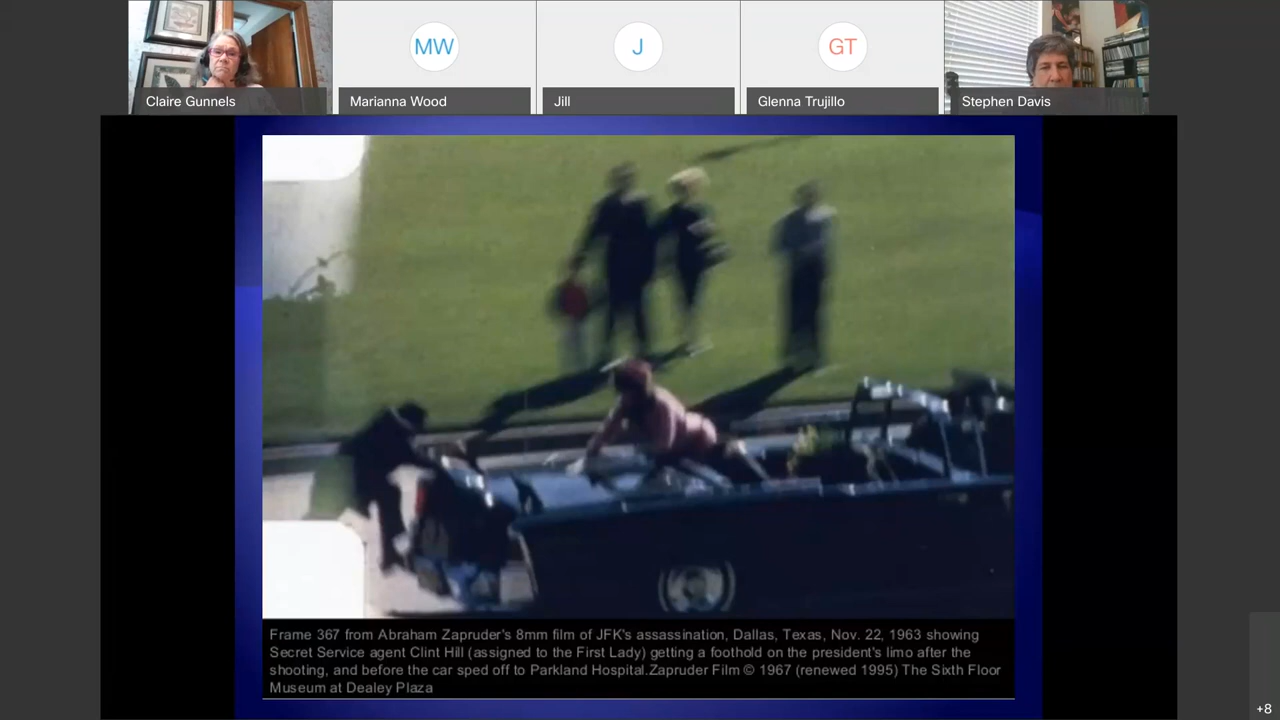 MW
J
GT
Claire Gunnels
Marianna Wood
Jill
Glenna Trujillo
Stephen Davis
Frame 367 from Abraham Zapruder's 8mm film of JFK's assassination, Dallas, Texas, Nov. 22, 1963 showing
Secret Service agent Clint Hill (assigned to the First Lady) getting a foothold on the president's limo after the
shooting, and before the car sped off to Parkland Hospital.Zapruder Film © 1967 (renewed 1995) The Sixth Floor
Museum at Dealey Plaza
+8